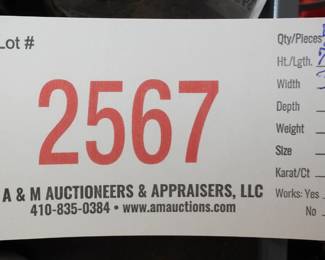 Lot #
2567
A & M AUCTIONEERS & APPRAISERS, LLC
410-835-0384 • www.amauctions.com
Qty/Pieces
Ht./Lgth.
Width
Depth
Weight
Size
Karat/Ct
Works: Yes
No